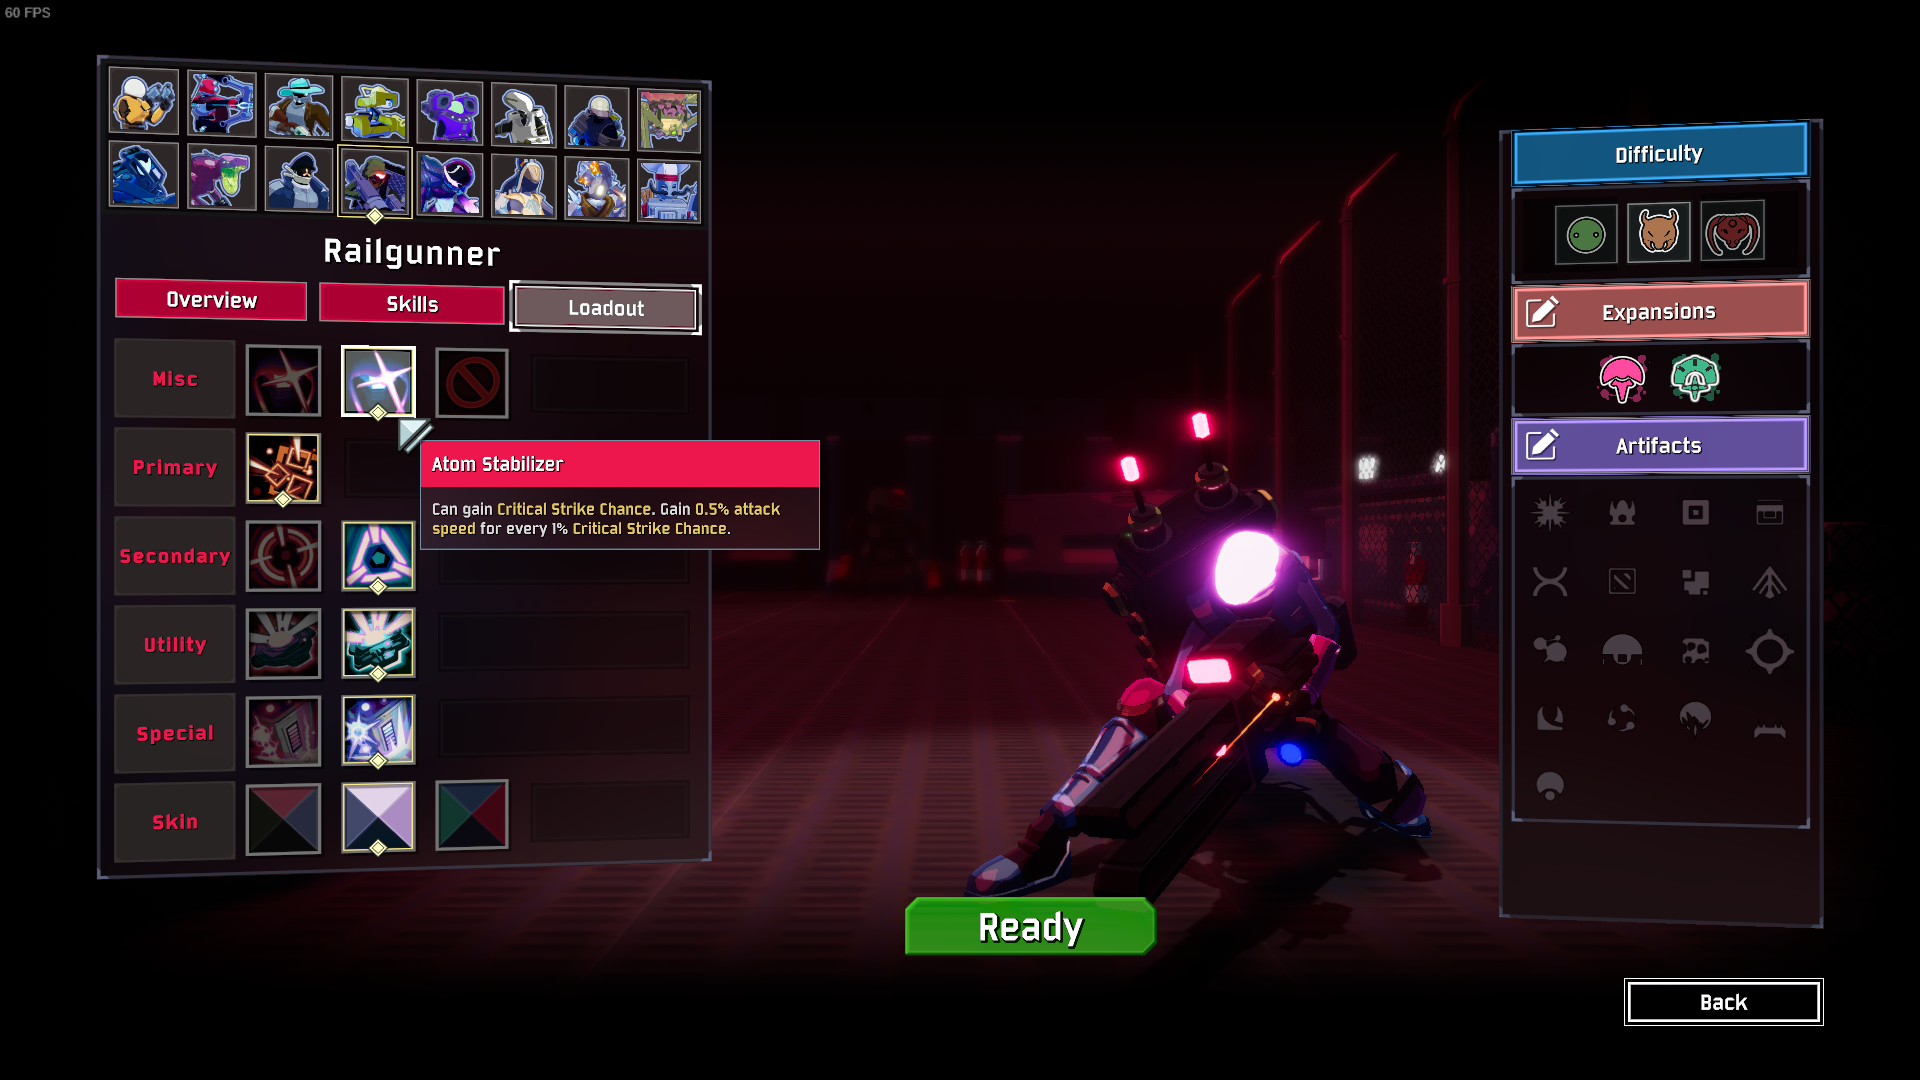 60 FPS
Railgunner
Overview
Skills
Loadout
Misc
Primary
Secondary
Utility
Special
Skin
Atom Stabilizer
Can gain Critical Strike Chance. Gain 0.5% attack
speed for every 1% Critical Strike Chance.
Ready
Difficulty
Expansions
Artifacts
Back